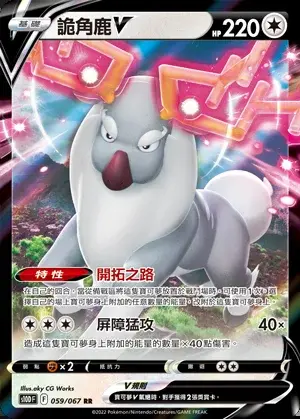 基礎 詭角鹿V HP220
特性 開拓之路
在自己的回合,當從備戰區將這隻寶可夢放置於戰鬥場時,可使用1次。選
擇自己的場上寶可夢身上附加的任意數量的能量,改附於這隻寶可夢身上。
屏障猛攻 40×
造成這隻寶可夢身上附加的能量的數量×40點傷害。
弱點 ×2 抵抗力 撤退
Illus.aky CG Works
V規則
寶可夢V氣絕時,對手獲得2張獎賞卡。
s10D F F 059/067 RR
©2022 Pokémon/Nintendo/Creatures/GAME FREAK.